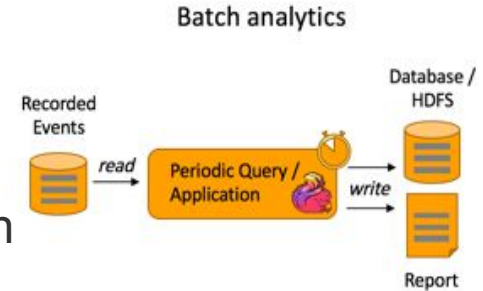 Batch analytics
Recorded
Events
read
Periodic Query /
Application
write
Database /
HDFS
Report
n